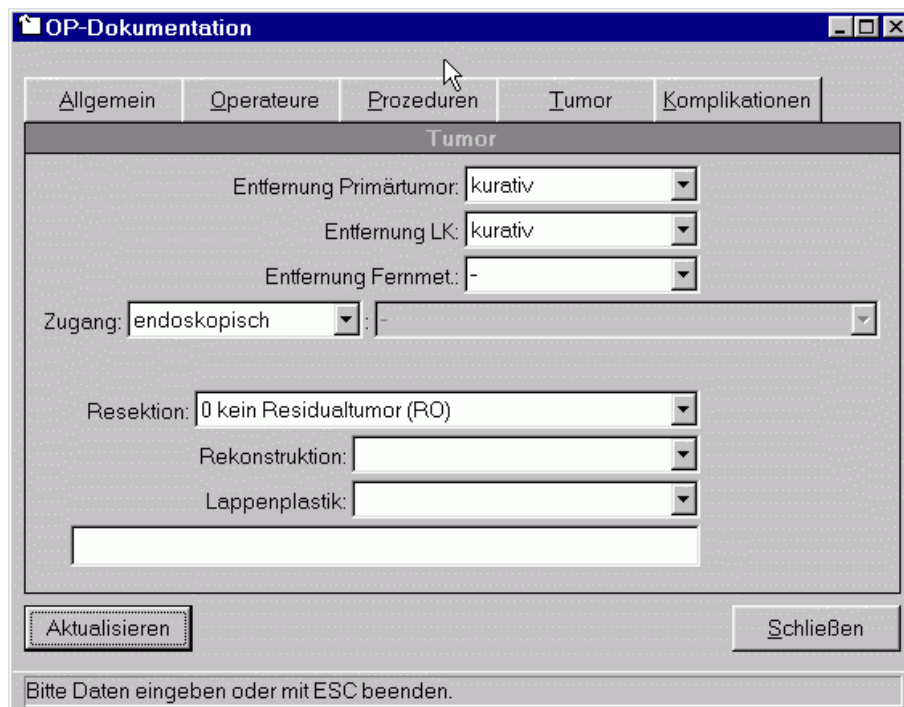 OP-Dokumentation
Allgemein Operateure Prozeduren Tumor Komplikationen
Tumor
Entfernung Primärtumor: kurativ
Entfernung LK: kurativ
Entfernung Fernmet.: -
Zugang: endoskopisch : -
Resektion: 0 kein Residualtumor (RO)
Rekonstruktion:
Lappenplastik:
Aktualisieren Schließen
Bitte Daten eingeben oder mit ESC beenden.